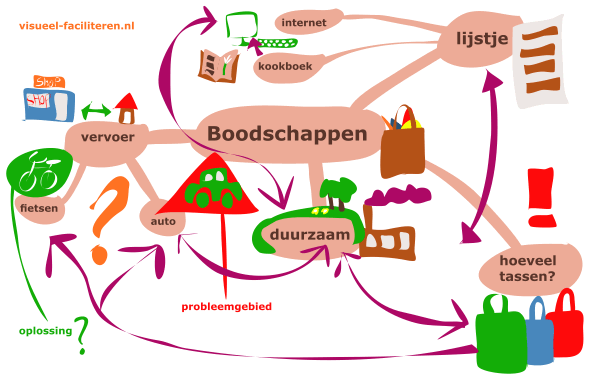 visueel-faciliteren.nl
internet
lijstje
kookboek
Shop
SHOP
vervoer
Boodschappen
fietsen
auto
duurzaam
hoeveel
tassen?
probleemgebied
oplossing
?
?
!